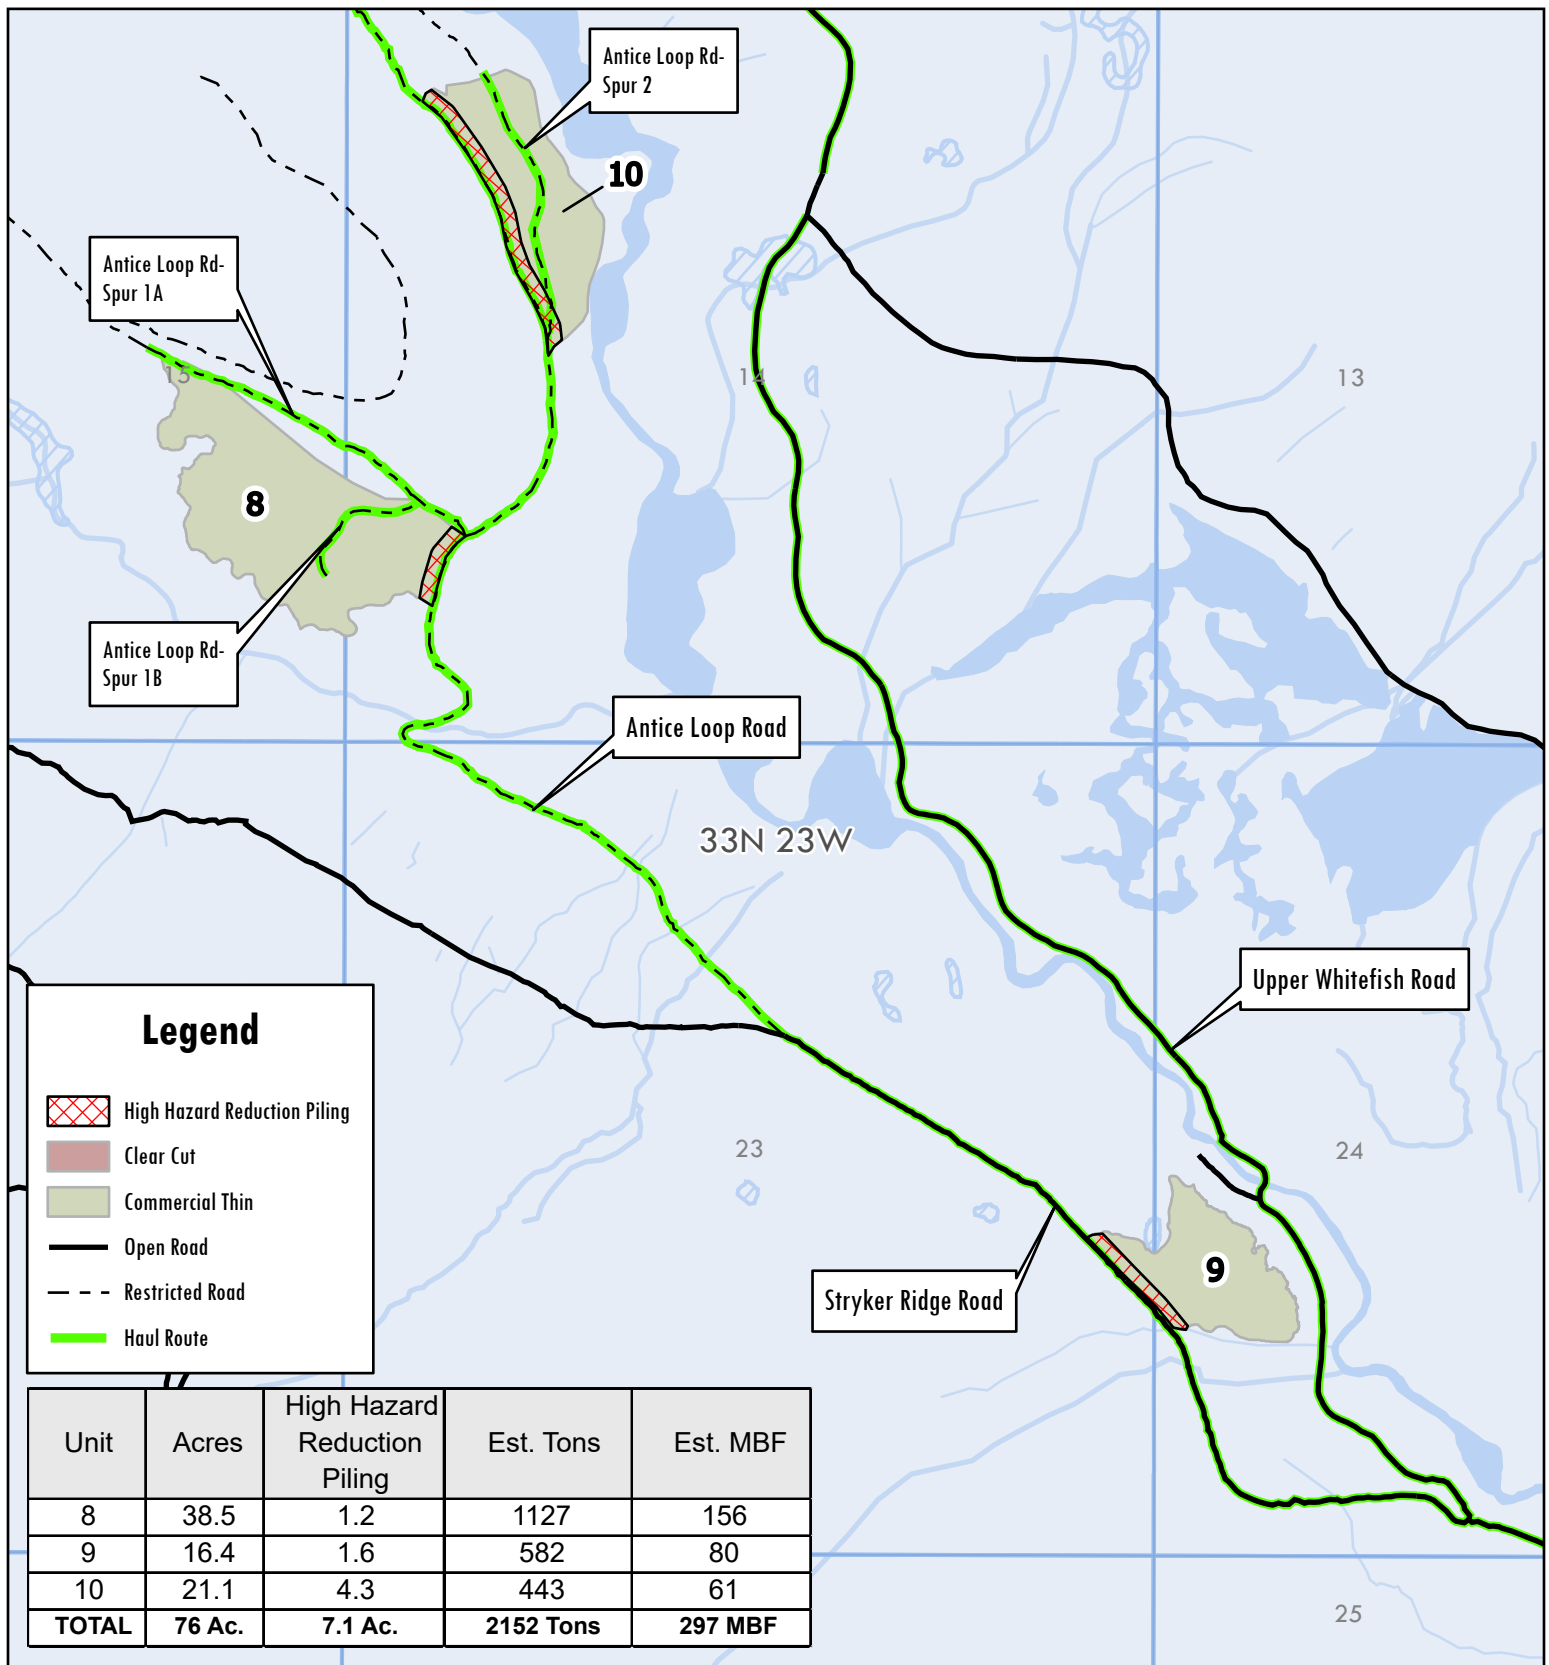 Antice Loop Rd-
Spur 2
10
Antice Loop Rd-
Spur 1A
15
14
13
8
Antice Loop Rd-
Spur 1B
Antice Loop Road
33N 23W
Upper Whitefish Road
23
24
9
Stryker Ridge Road
25
Legend
High Hazard Reduction Piling
Clear Cut
Commercial Thin
Open Road
Restricted Road
Haul Route
Unit Acres High Hazard Reduction Piling Est. Tons Est. MBF
8 38.5 1.2 1127 156
9 16.4 1.6 582 80
10 21.1 4.3 443 61
TOTAL 76 Ac. 7.1 Ac. 2152 Tons 297 MBF